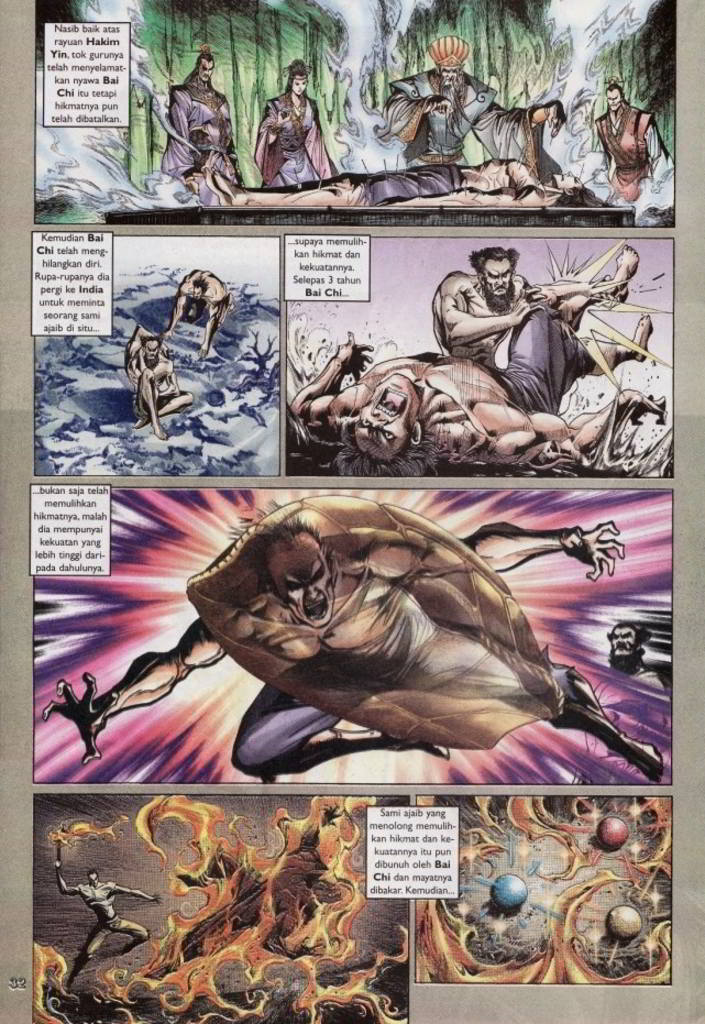 Nasib baik atas
rayuan Hakim
Yin, tok gurunya
telah menyelamat-
kan nyawa Bai
Chi itu tetapi
hikmatnya pun
telah dibatalkan.
Kemudian Bai
Chi telah meng-
hilangkan diri.
Rupa-rupanya dia
pergi ke India
untuk meminta
seorang sami
ajaib di situ...
...supaya memulih-
kan hikmat dan
kekuatannya.
Selepas 3 tahun
Bai Chi...
...bukan saja telah
memulihkan
hikmatnya, malah
dia mempunyai
kekuatan yang
lebih tinggi dari-
pada dahulunya.
Sami ajaib yang
menolong memulih-
kan hikmat dan ke-
kuatannya itu pun
dibunuh oleh Bai
Chi dan mayatnya
dibakar. Kemudian...
32